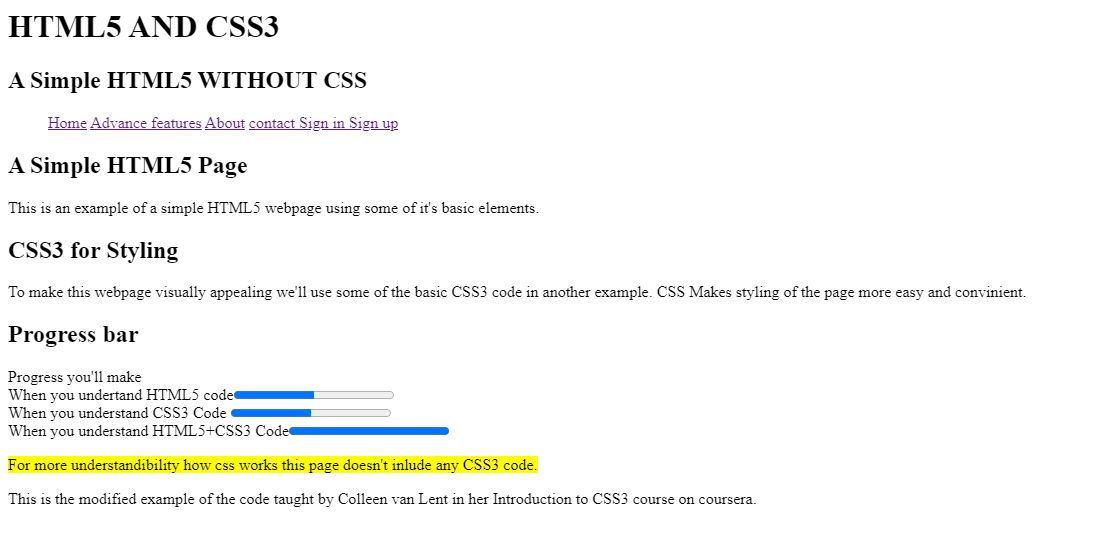 HTML5 AND CSS3
A Simple HTML5 WITHOUT CSS
Home Advance features About contact Sign in Sign up
A Simple HTML5 Page
This is an example of a simple HTML5 webpage using some of it's basic elements.
CSS3 for Styling
To make this webpage visually appealing we'll use some of the basic CSS3 code in another example. CSS Makes styling of the page more easy and convinient.
Progress bar
Progress you'll make
When you undertand HTML5 code
When you understand CSS3 Code
When you understand HTML5+CSS3 Code
For more understandibility how css works this page doesn't inlude any CSS3 code.
This is the modified example of the code taught by Colleen van Lent in her Introduction to CSS3 course on coursera.